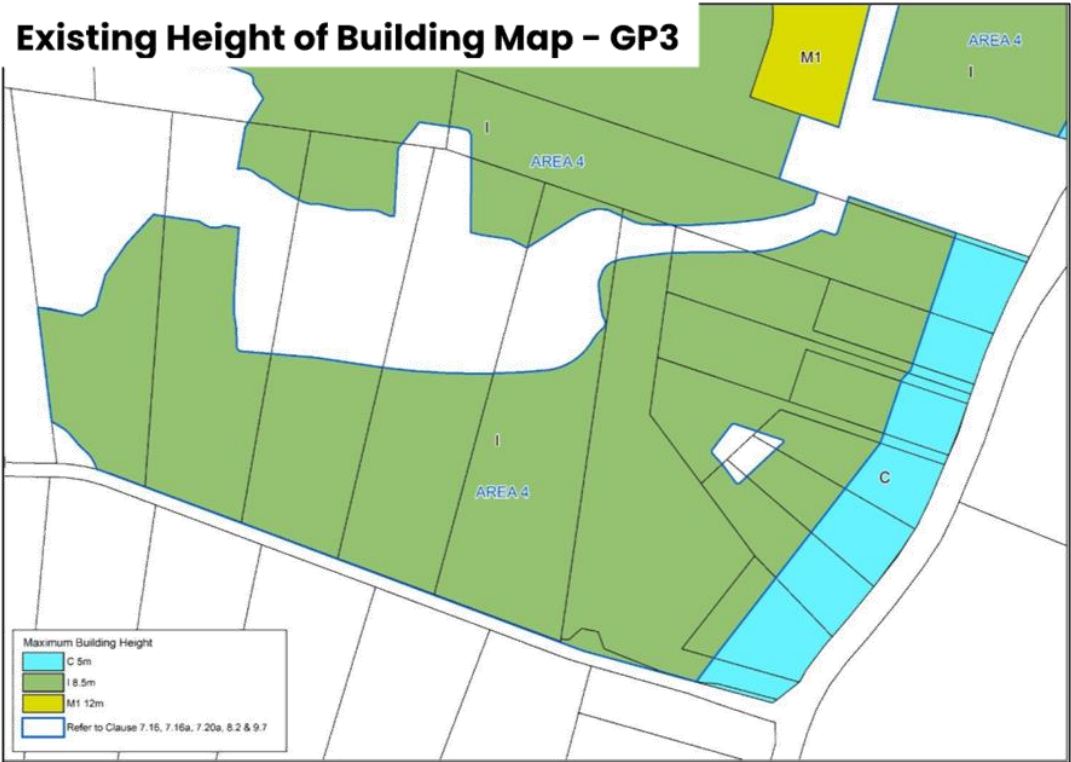 Existing Height of Building Map - GP3
M1
AREA 4
I
I
AREA 4
I
AREA 4
C
Maximum Building Height
C 5m
I 8.5m
M1 12m
Refer to Clause 7.16, 7.16a, 7.20a, 8.2 & 9.7